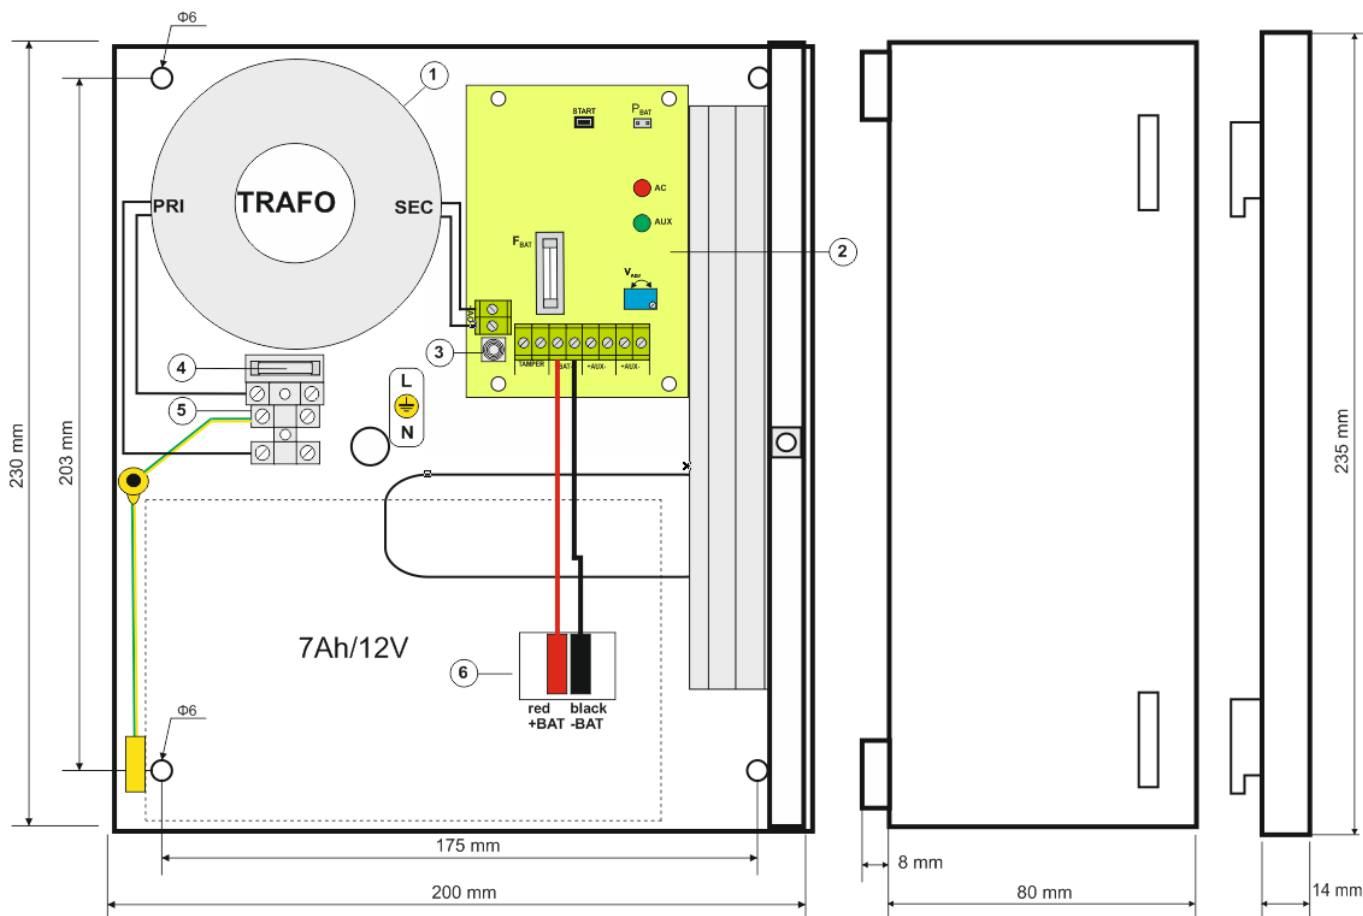 Φ6
1
START
PBAT
AC
AUX
TRAFO
PRI
SEC
2
FBAT
VADJ
~AC~
3
4
5
TAMPER
+BAT-
+AUX-
+AUX-
L
N
230 mm
203 mm
235 mm
7Ah/12V
6
red
+BAT
black
-BAT
Φ6
175 mm
200 mm
8 mm
80 mm
14 mm